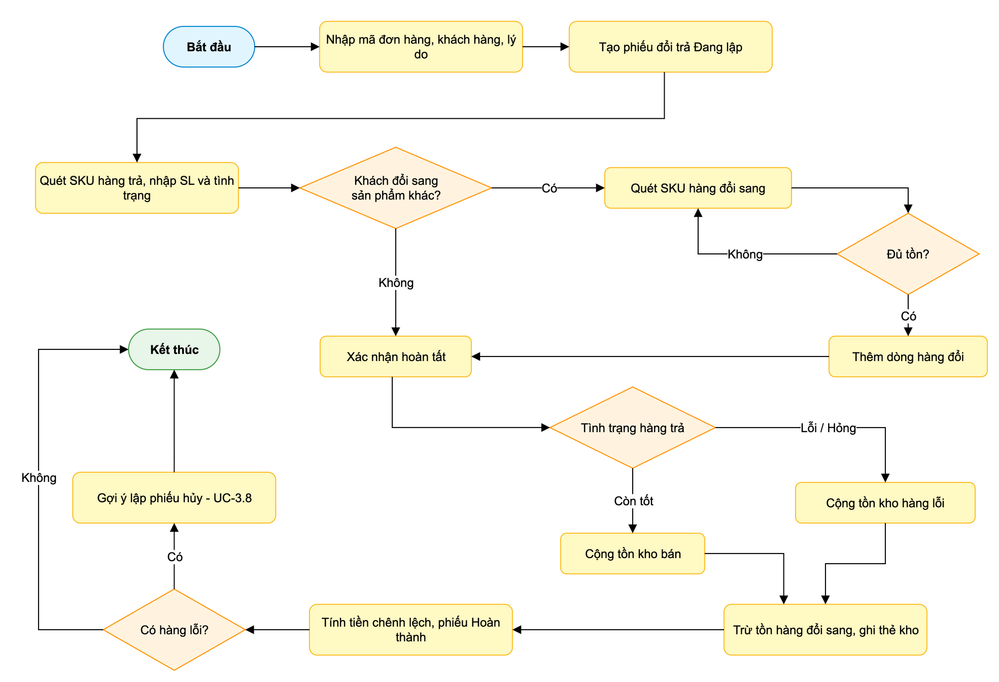 Bắt đầu
Nhập mã đơn hàng, khách hàng, lý
do
Tạo phiếu đổi trả Đang lập
Quét SKU hàng trả, nhập SL và tình
trạng
Khách đổi sang
sản phẩm khác?
Có
Quét SKU hàng đổi sang
Không
Đủ tồn?
Không
Có
Kết thúc
Xác nhận hoàn tất
Thêm dòng hàng đổi
Tình trạng hàng trả
Lỗi / Hỏng
Không
Gợi ý lập phiếu hủy - UC-3.8
Còn tốt
Cộng tồn kho hàng lỗi
Có
Cộng tồn kho bán
Có hàng lỗi?
Tính tiền chênh lệch, phiếu Hoàn
thành
Trừ tồn hàng đổi sang, ghi thẻ kho